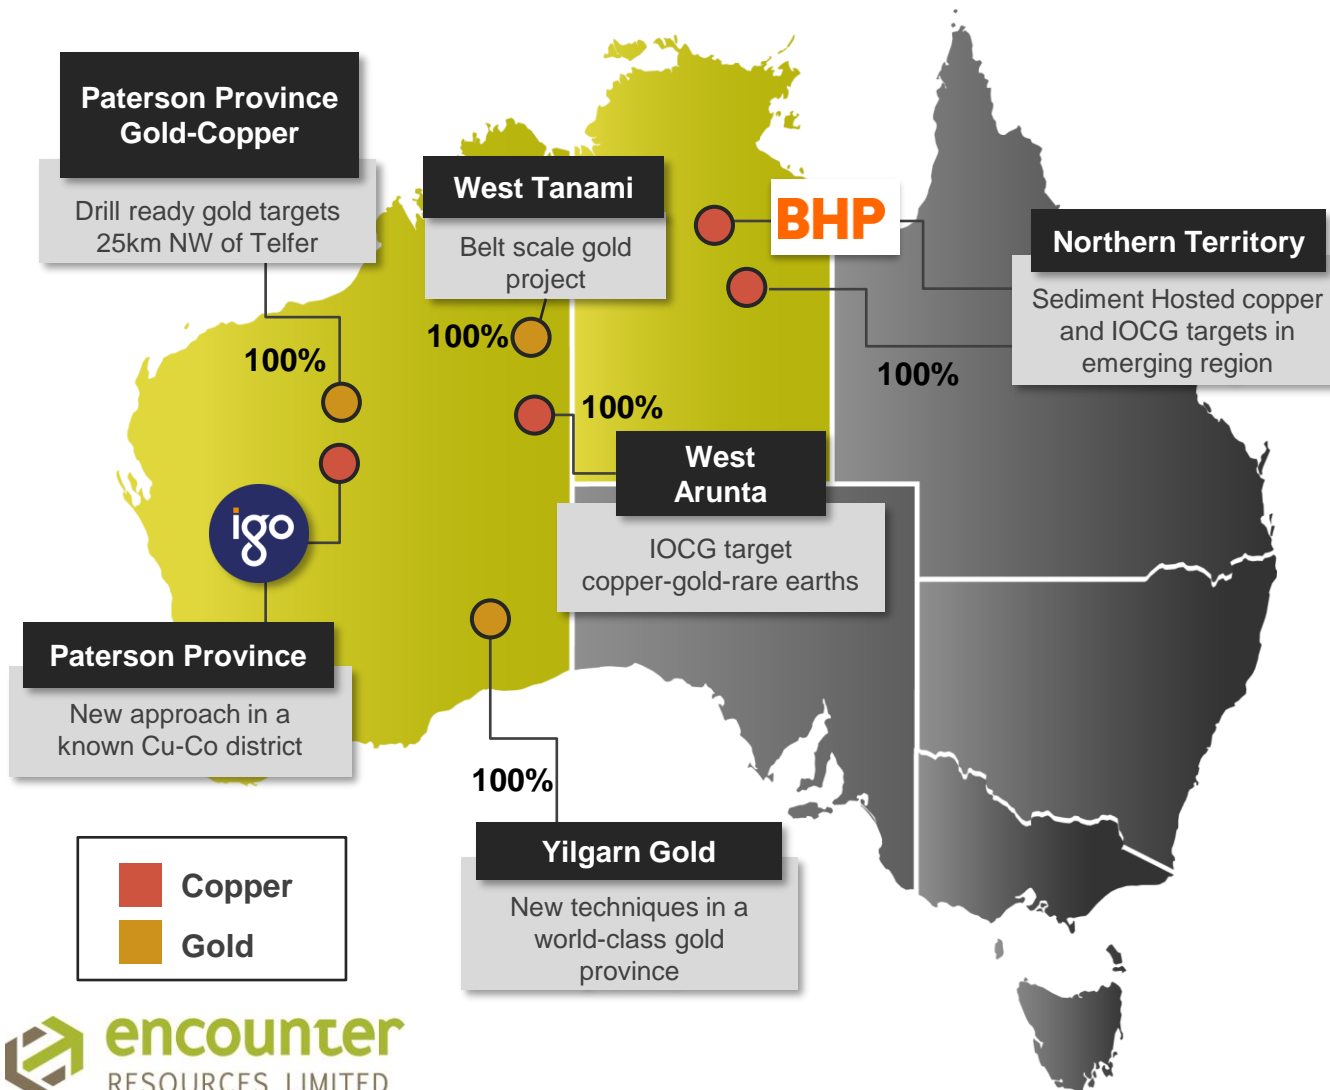 Paterson Province
Gold-Copper
Drill ready gold targets
25km NW of Telfer
100%
West Tanami
Belt scale gold
project
100%
BHP
Northern Territory
Sediment Hosted copper
and IOCG targets in
emerging region
100%
100%
West
Arunta
IOCG target
copper-gold-rare earths
igo
Paterson Province
New approach in a
known Cu-Co district
100%
Yilgarn Gold
New techniques in a
world-class gold
province
Copper
Gold
encounter
RESOURCES LIMITED